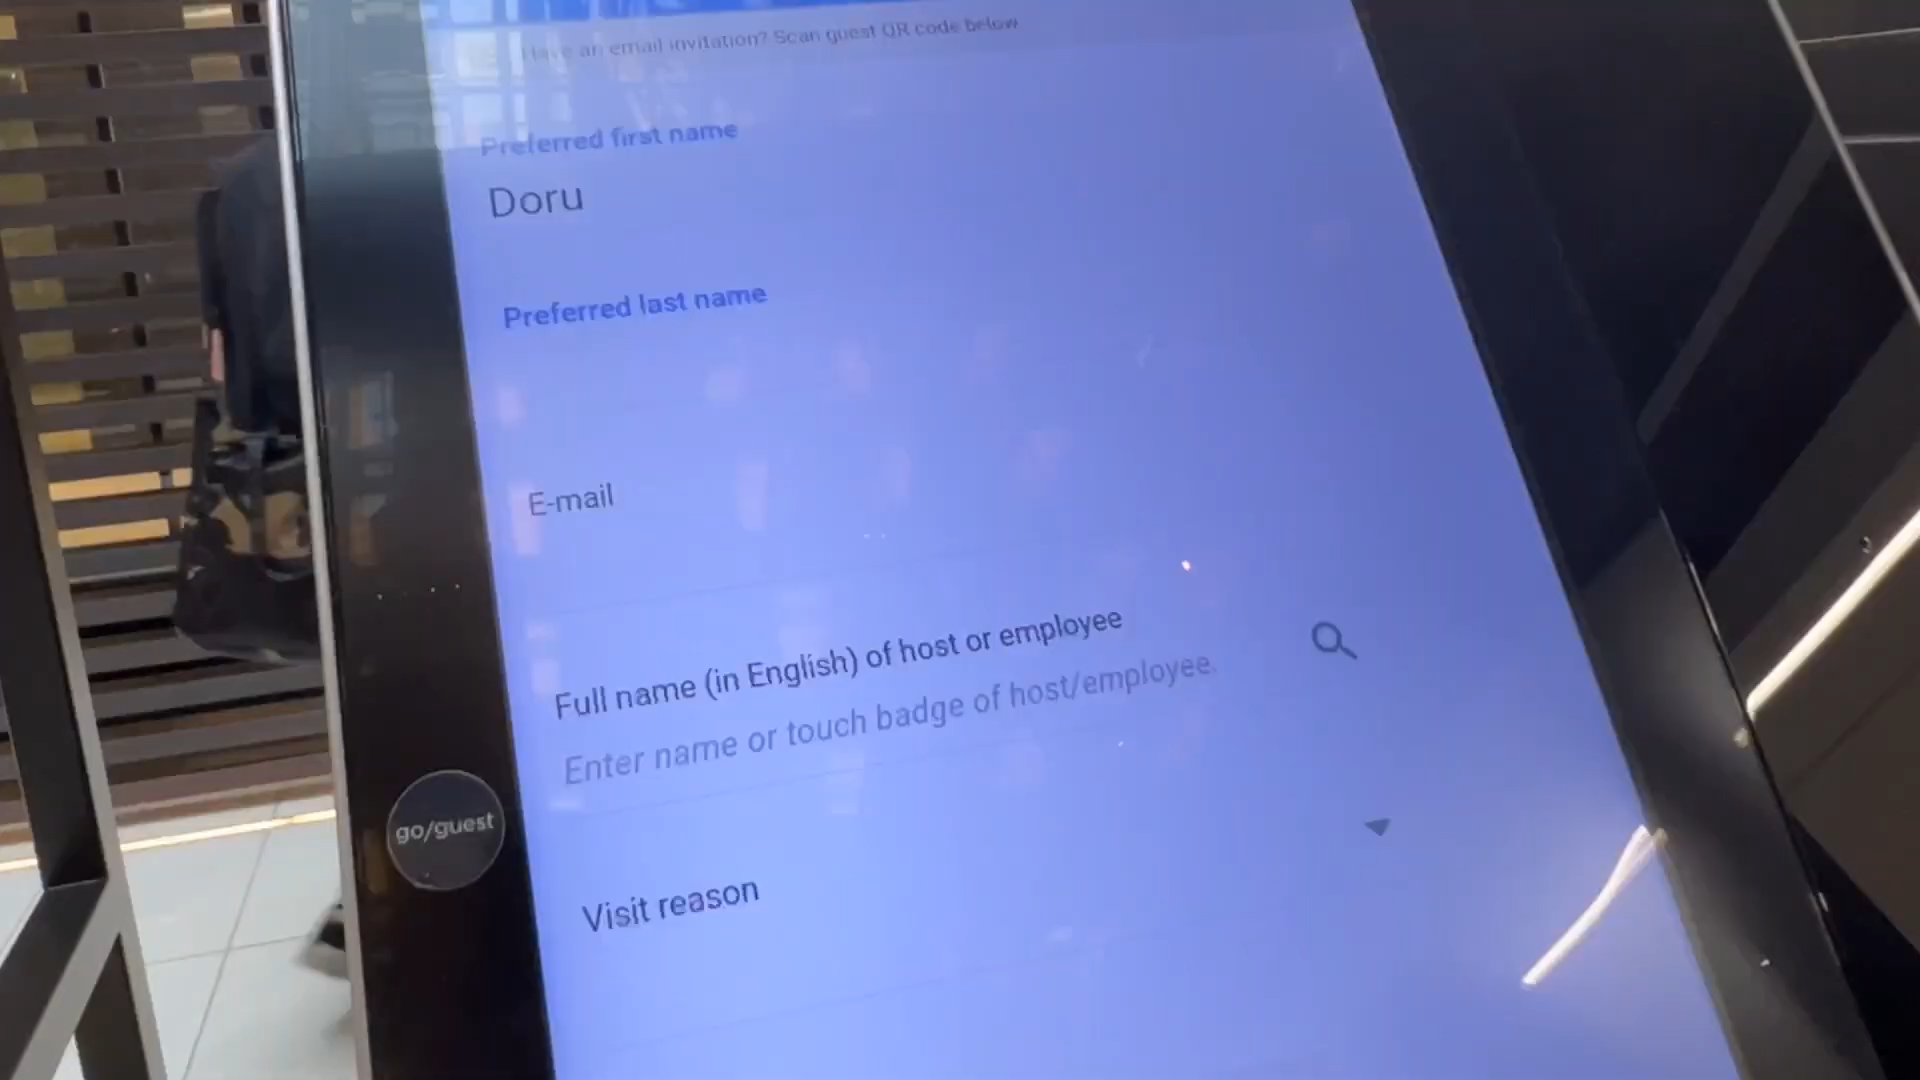 Have an email invitation? Scan guest QR code below
Preferred first name
Doru
Preferred last name
E-mail
Full name (in English) of host or employee
Enter name or touch badge of host/employee.
go/guest
Visit reason